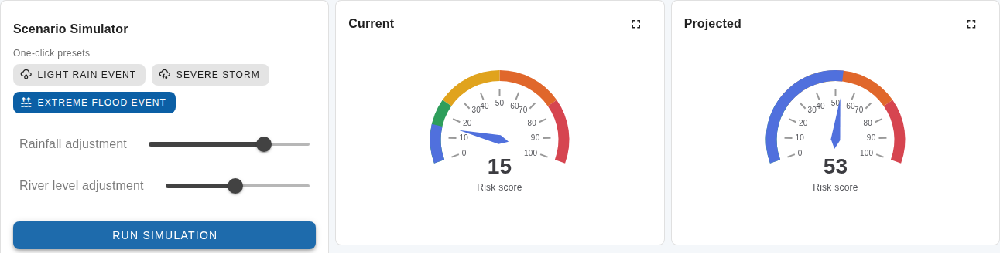 Scenario Simulator
One-click presets
LIGHT RAIN EVENT
SEVERE STORM
EXTREME FLOOD EVENT
Rainfall adjustment
River level adjustment
RUN SIMULATION
Current
0
10
20
30
40
50
60
70
80
90
100
15
Risk score
Projected
0
10
20
30
40
50
60
70
80
90
100
53
Risk score